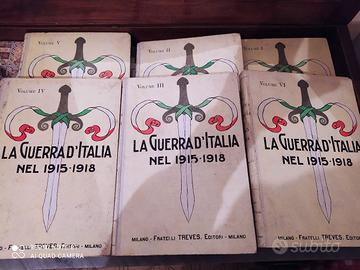 VOLUME V
VOLUME II
VOLUME I
VOLUME IV
LA GUERRA D'ITALIA
NEL 1915-1918
MILANO - FRATELLI TREVES, EDITORI - MILANO
VOLUME III
LA GUERRA D'ITALIA
NEL 1915-1918
MILANO - FRATELLI TREVES, EDITORI - MILANO
VOLUME VI
LA GUERRA D'ITALIA
NEL 1915-1918
MILANO - FRATELLI TREVES, EDITORI - MILANO
AI QUAD CAMERA
subito